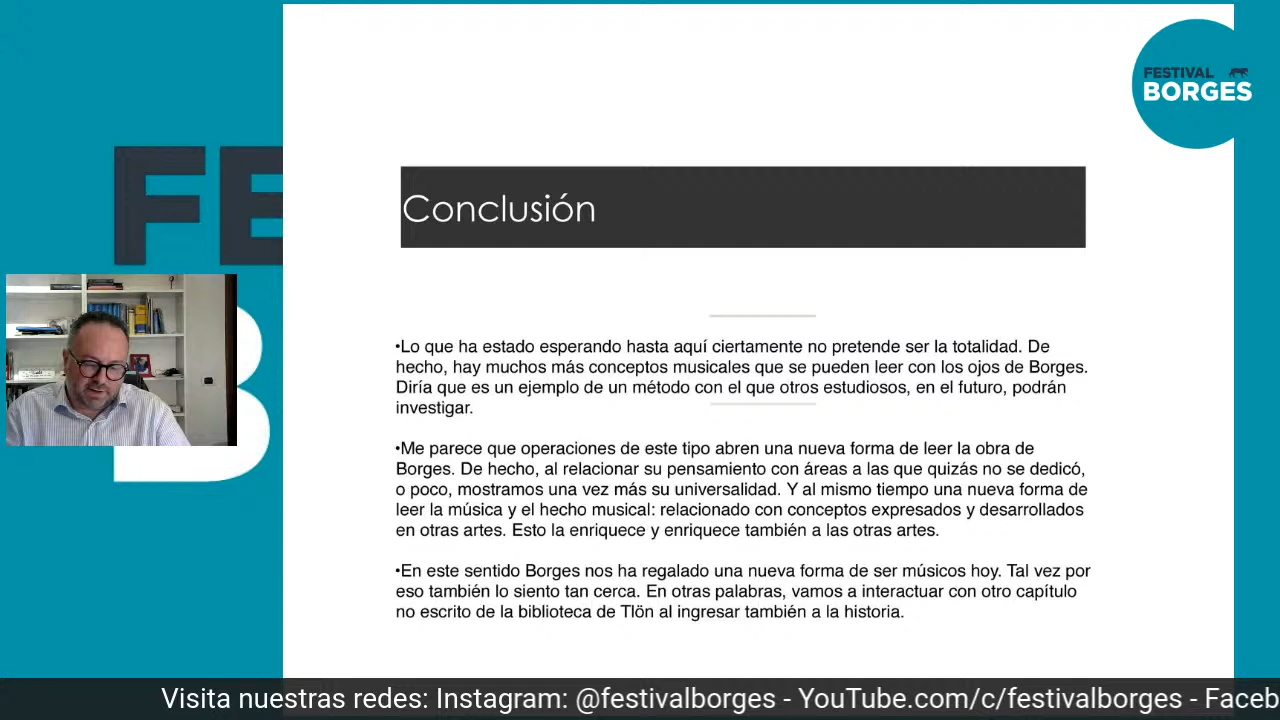 FESTIVAL
BORGES
FE
B
Conclusión
•Lo que ha estado esperando hasta aquí ciertamente no pretende ser la totalidad. De
hecho, hay muchos más conceptos musicales que se pueden leer con los ojos de Borges.
Diría que es un ejemplo de un método con el que otros estudiosos, en el futuro, podrán
investigar.
•Me parece que operaciones de este tipo abren una nueva forma de leer la obra de
Borges. De hecho, al relacionar su pensamiento con áreas a las que quizás no se dedicó,
o poco, mostramos una vez más su universalidad. Y al mismo tiempo una nueva forma de
leer la música y el hecho musical: relacionado con conceptos expresados y desarrollados
en otras artes. Esto la enriquece y enriquece también a las otras artes.
•En este sentido Borges nos ha regalado una nueva forma de ser músicos hoy. Tal vez por
eso también lo siento tan cerca. En otras palabras, vamos a interactuar con otro capítulo
no escrito de la biblioteca de Tlön al ingresar también a la historia.
Visita nuestras redes: Instagram: @festivalborges - YouTube.com/c/festivalborges - Faceb